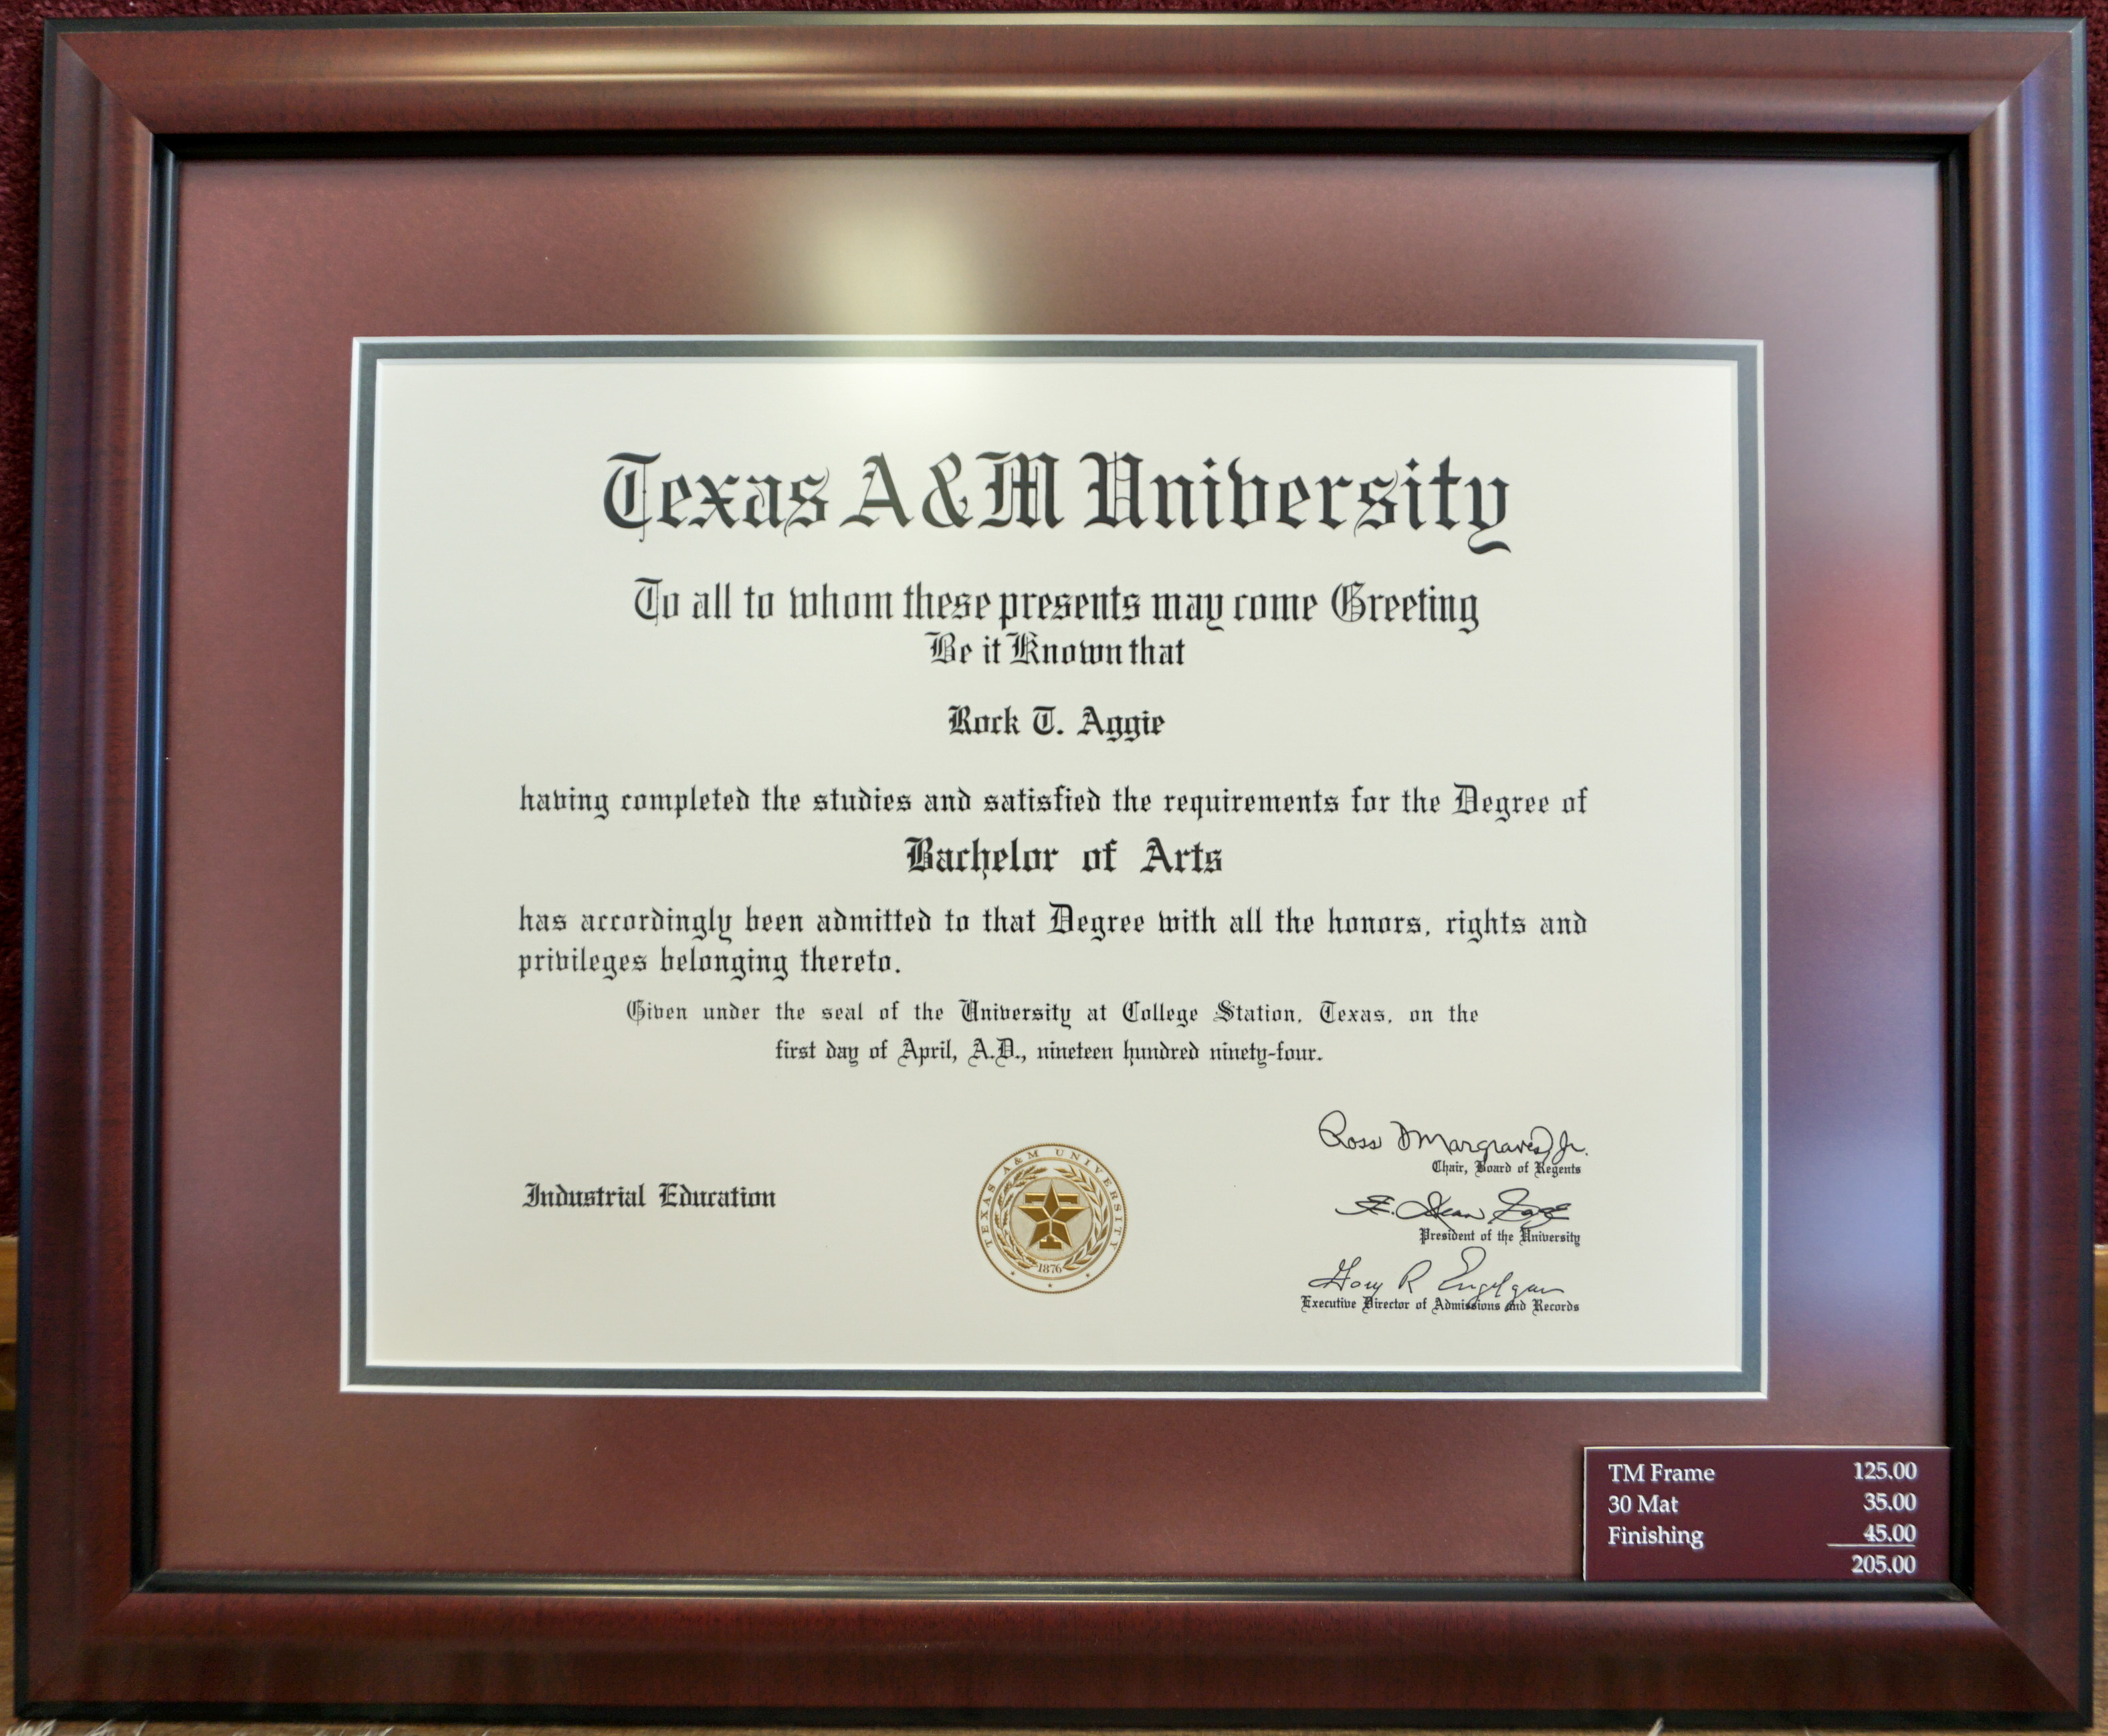 Texas A&M University
To all to whom these presents may come Greeting
Be it Known that
Rock T. Aggie
having completed the studies and satisfied the requirements for the Degree of
Bachelor of Arts
has accordingly been admitted to that Degree with all the honors, rights and
privileges belonging thereto.
Given under the seal of the University at College Station, Texas, on the
first day of April, A.D., nineteen hundred ninety-four.
Industrial Education
TEXAS A&M UNIVERSITY
1876
Ross D Margraves, Jr.
Chair, Board of Regents
E. Dean Gage
President of the University
Gary R Engelgau
Executive Director of Admissions and Records
TM Frame 125.00
30 Mat 35.00
Finishing 45.00
205.00